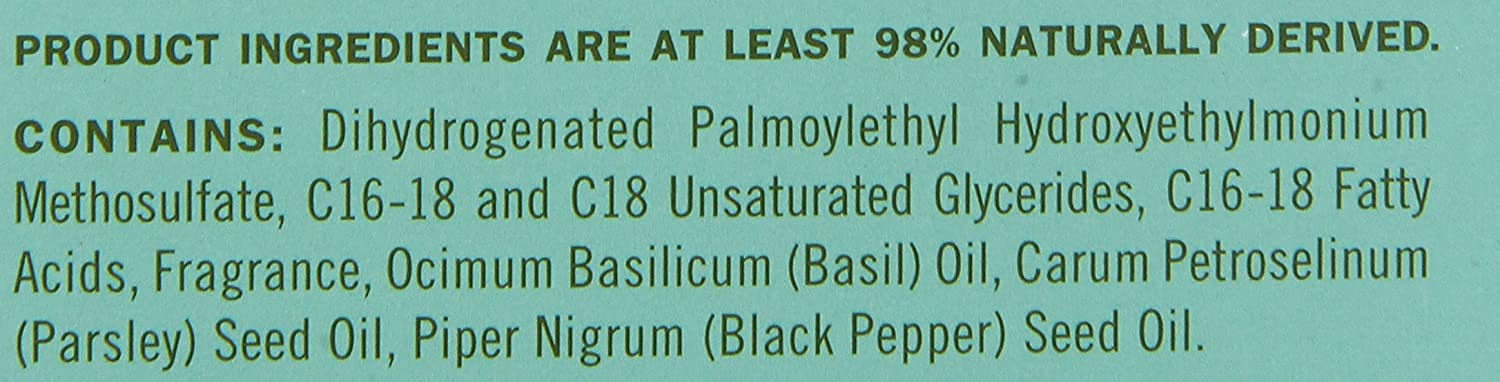 PRODUCT INGREDIENTS ARE AT LEAST 98% NATURALLY DERIVED.
CONTAINS: Dihydrogenated Palmoylethyl Hydroxyethylmonium
Methosulfate, C16-18 and C18 Unsaturated Glycerides, C16-18 Fatty
Acids, Fragrance, Ocimum Basilicum (Basil) Oil, Carum Petroselinum
(Parsley) Seed Oil, Piper Nigrum (Black Pepper) Seed Oil.